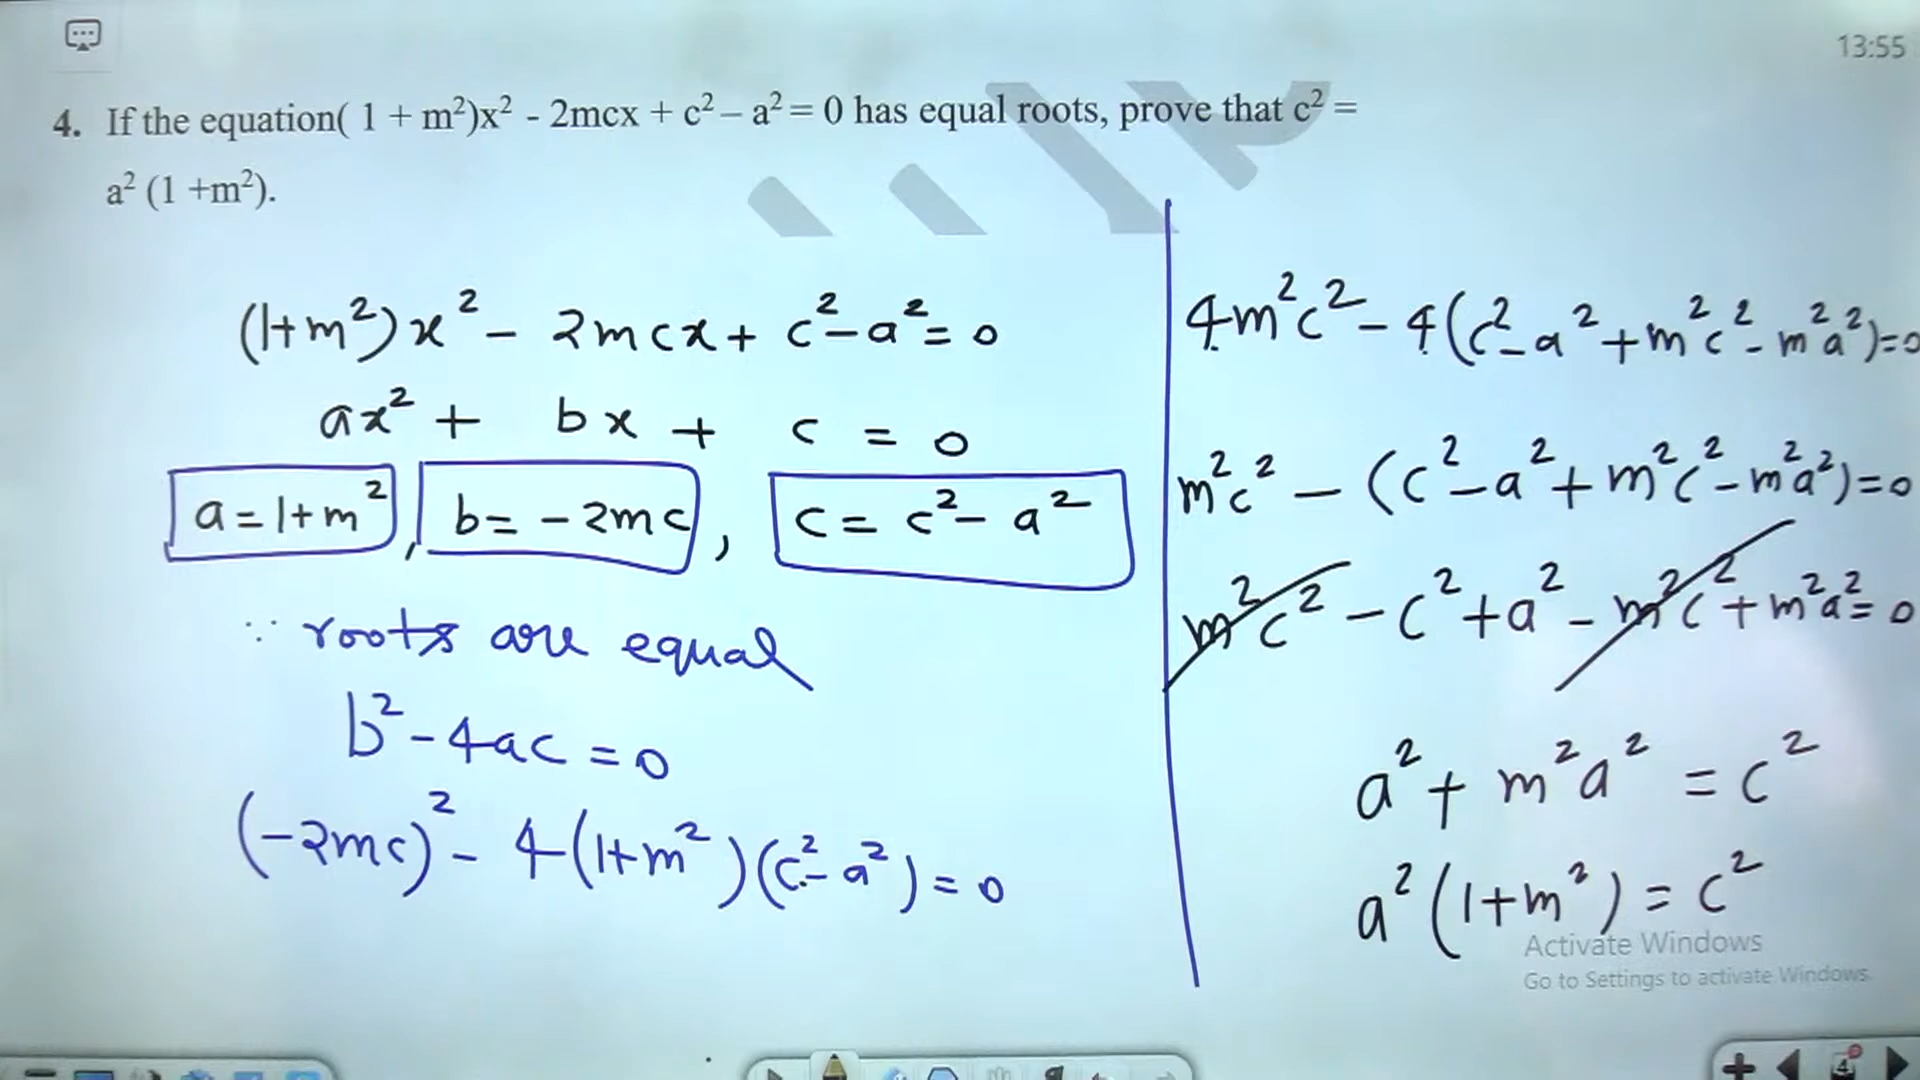 13:55
4. If the equation( 1 + m²)x² - 2mcx + c² – a² = 0 has equal roots, prove that c² =
a² (1 +m²).
(1+m²)x² - 2mcx + c² - a² = 0
ax² + bx + c = 0
a = 1+m² , b = -2mc , c = c² - a²
∵ roots are equal
b² - 4ac = 0
(-2mc)² - 4(1+m²)(c² - a²) = 0
4m²c² - 4(c² - a² + m²c² - m²a²) = 0
m²c² - (c² - a² + m²c² - m²a²) = 0
m²c² - c² + a² - m²c² + m²a² = 0
a² + m²a² = c²
a²(1+m²) = c²
Activate Windows
Go to Settings to activate Windows.
4